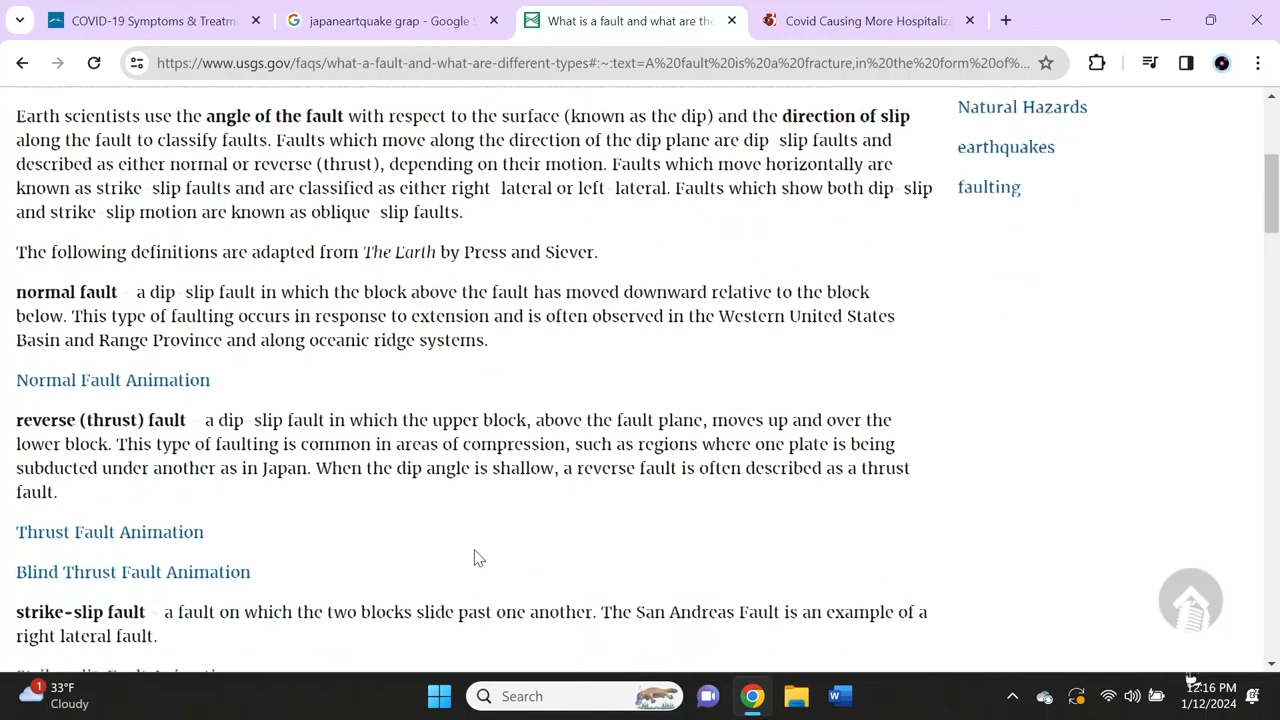 COVID-19 Symptoms & Treatm
japaneartquake grap - Google S
What is a fault and what are the
Covid Causing More Hospitaliza
https://www.usgs.gov/faqs/what-a-fault-and-what-are-different-types#:~:text=A%20fault%20is%20a%20fracture,in%20the%20form%20of%...
Earth scientists use the angle of the fault with respect to the surface (known as the dip) and the direction of slip
along the fault to classify faults. Faults which move along the direction of the dip plane are dip-slip faults and
described as either normal or reverse (thrust), depending on their motion. Faults which move horizontally are
known as strike-slip faults and are classified as either right-lateral or left-lateral. Faults which show both dip-slip
and strike-slip motion are known as oblique-slip faults.
The following definitions are adapted from The Earth by Press and Siever.
normal fault - a dip-slip fault in which the block above the fault has moved downward relative to the block
below. This type of faulting occurs in response to extension and is often observed in the Western United States
Basin and Range Province and along oceanic ridge systems.
Normal Fault Animation
reverse (thrust) fault - a dip-slip fault in which the upper block, above the fault plane, moves up and over the
lower block. This type of faulting is common in areas of compression, such as regions where one plate is being
subducted under another as in Japan. When the dip angle is shallow, a reverse fault is often described as a thrust
fault.
Thrust Fault Animation
Blind Thrust Fault Animation
strike-slip fault - a fault on which the two blocks slide past one another. The San Andreas Fault is an example of a
right lateral fault.
Natural Hazards
earthquakes
faulting
1
33°F
Cloudy
Search
12:16 PM
1/12/2024